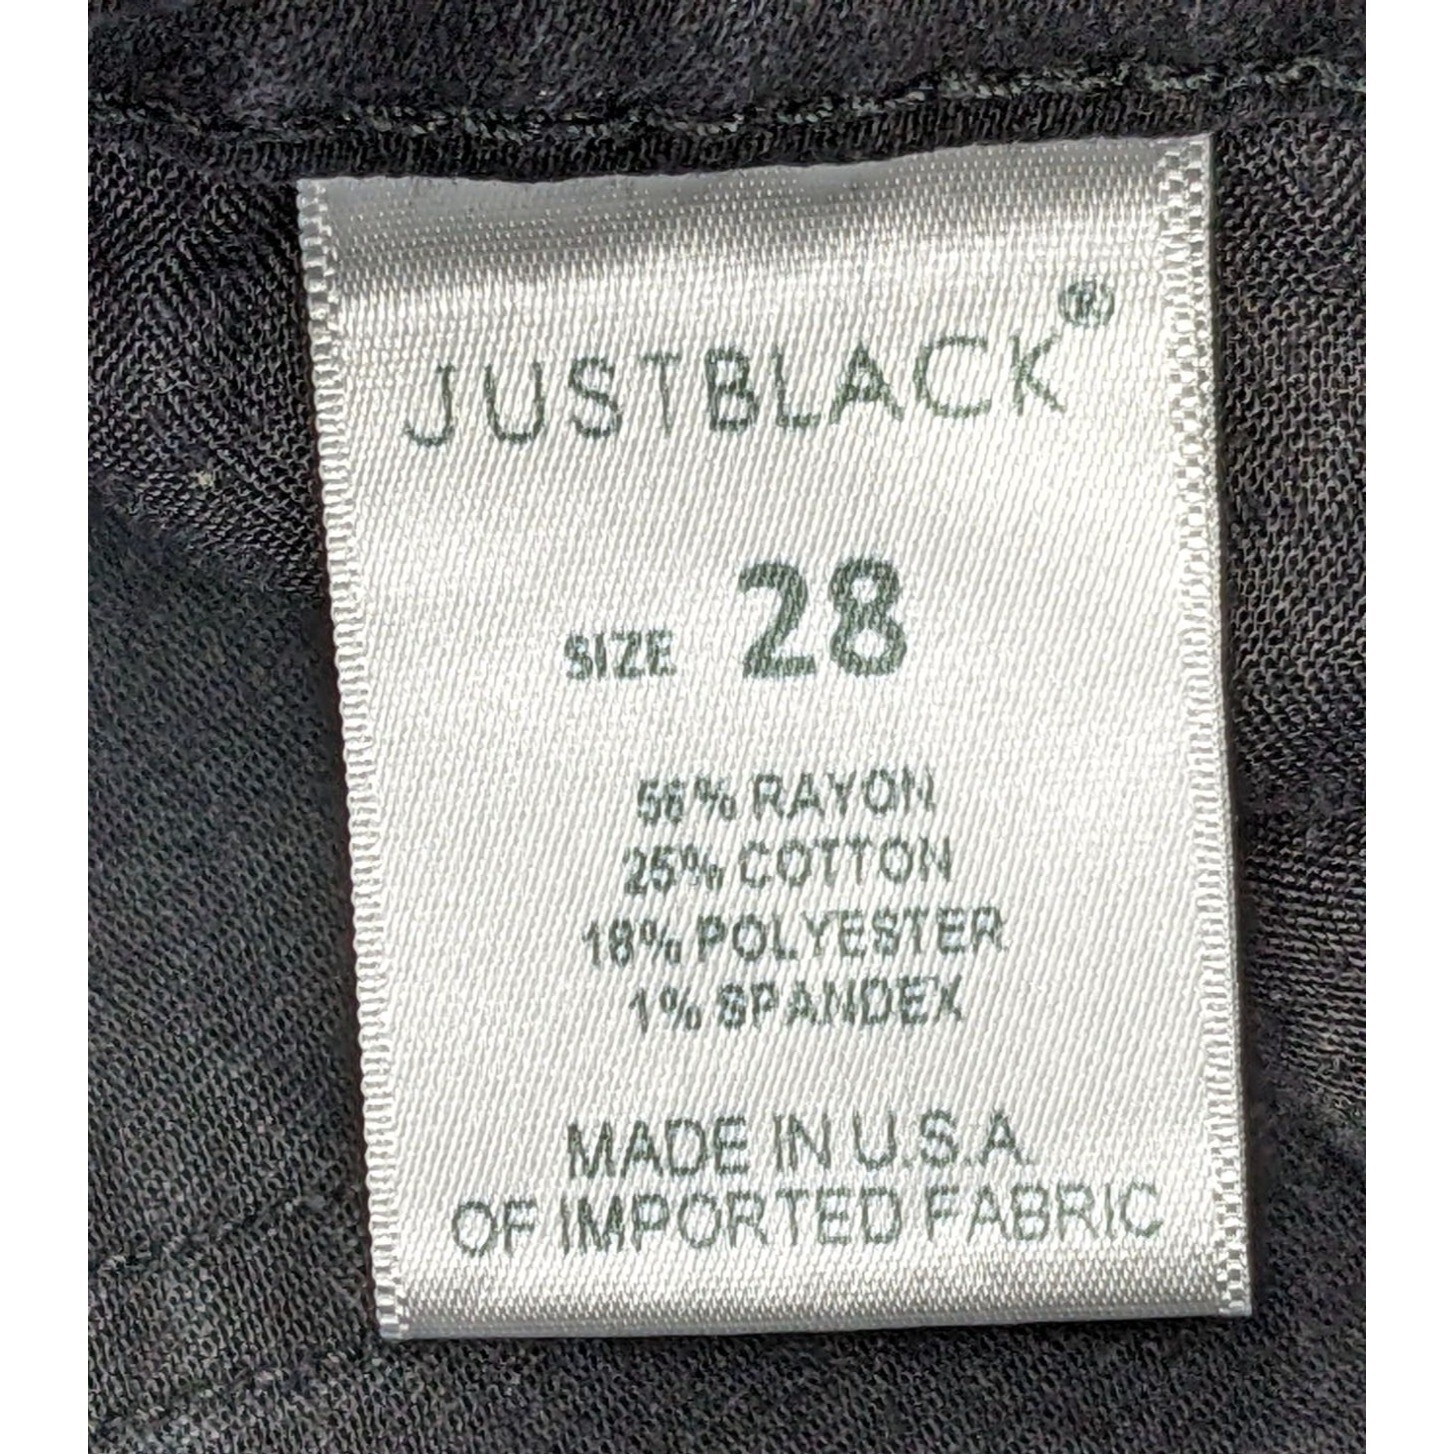 JUSTBLACK®
SIZE 28
56% RAYON
25% COTTON
18% POLYESTER
1% SPANDEX
MADE IN U.S.A.
OF IMPORTED FABRIC